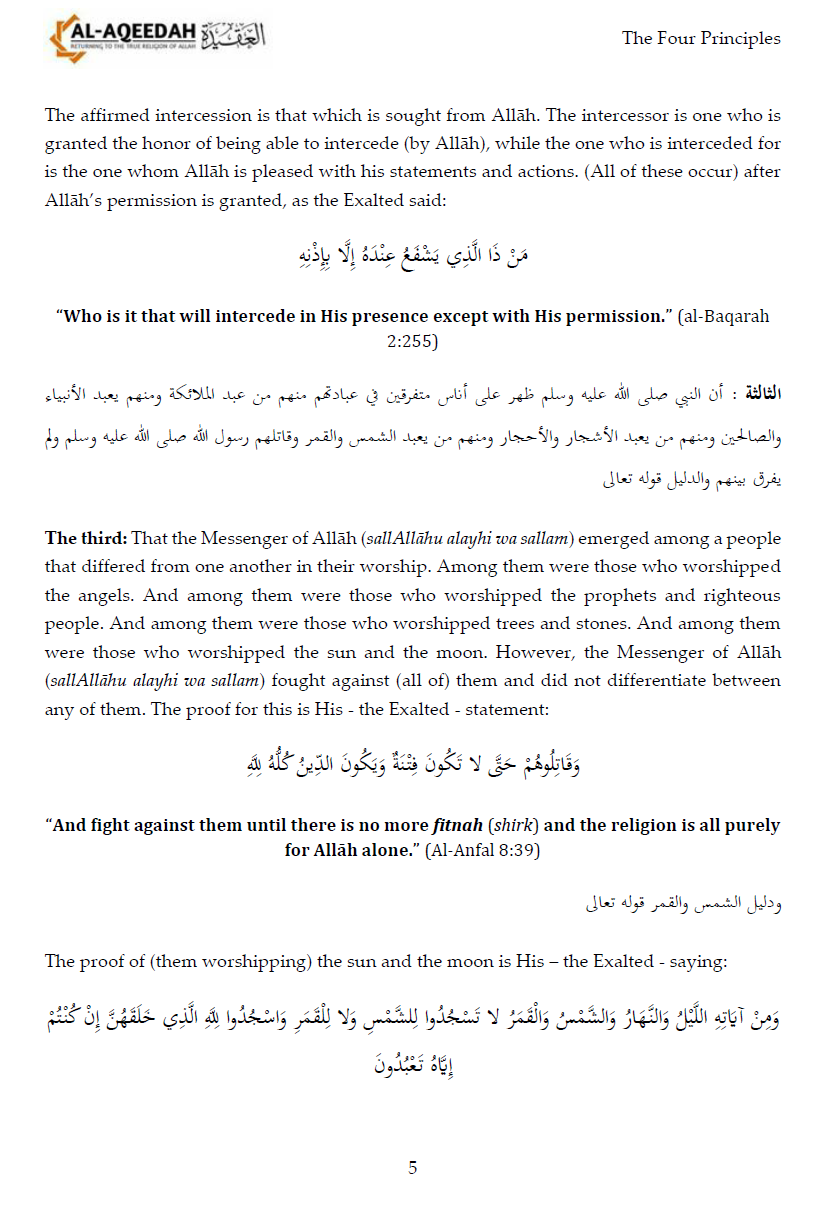 AL-AQEEDAH العقيدة
RETURNING TO THE TRUE RELIGION OF ALLAH
The Four Principles
The affirmed intercession is that which is sought from Allāh. The intercessor is one who is
granted the honor of being able to intercede (by Allāh), while the one who is interceded for
is the one whom Allāh is pleased with his statements and actions. (All of these occur) after
Allāh’s permission is granted, as the Exalted said:
مَنْ ذَا الَّذِي يَشْفَعُ عِنْدَهُ إِلَّا بِإِذْنِهِ
“Who is it that will intercede in His presence except with His permission.” (al-Baqarah
2:255)
الثالثة : أن النبي صلى الله عليه وسلم ظهر على أناس متفرقين في عبادتهم منهم من عبد الملائكة ومنهم يعبد الأنبياء
والصالحين ومنهم من يعبد الأشجار والأحجار ومنهم من يعبد الشمس والقمر وقاتلهم رسول الله صلى الله عليه وسلم ولم
يفرق بينهم والدليل قوله تعالى
The third: That the Messenger of Allāh (sallAllāhu alayhi wa sallam) emerged among a people
that differed from one another in their worship. Among them were those who worshipped
the angels. And among them were those who worshipped the prophets and righteous
people. And among them were those who worshipped trees and stones. And among them
were those who worshipped the sun and the moon. However, the Messenger of Allāh
(sallAllāhu alayhi wa sallam) fought against (all of) them and did not differentiate between
any of them. The proof for this is His - the Exalted - statement:
وَقَاتِلُوهُمْ حَتَّى لا تَكُونَ فِتْنَةٌ وَيَكُونَ الدِّينُ كُلُّهُ لِلَّهِ
“And fight against them until there is no more fitnah (shirk) and the religion is all purely
for Allāh alone.” (Al-Anfal 8:39)
ودليل الشمس والقمر قوله تعالى
The proof of (them worshipping) the sun and the moon is His – the Exalted - saying:
وَمِنْ آيَاتِهِ اللَّيْلُ وَالنَّهَارُ وَالشَّمْسُ وَالْقَمَرُ لا تَسْجُدُوا لِلشَّمْسِ وَلا لِلْقَمَرِ وَاسْجُدُوا لِلَّهِ الَّذِي خَلَقَهُنَّ إِنْ كُنْتُمْ
إِيَّاهُ تَعْبُدُونَ
5